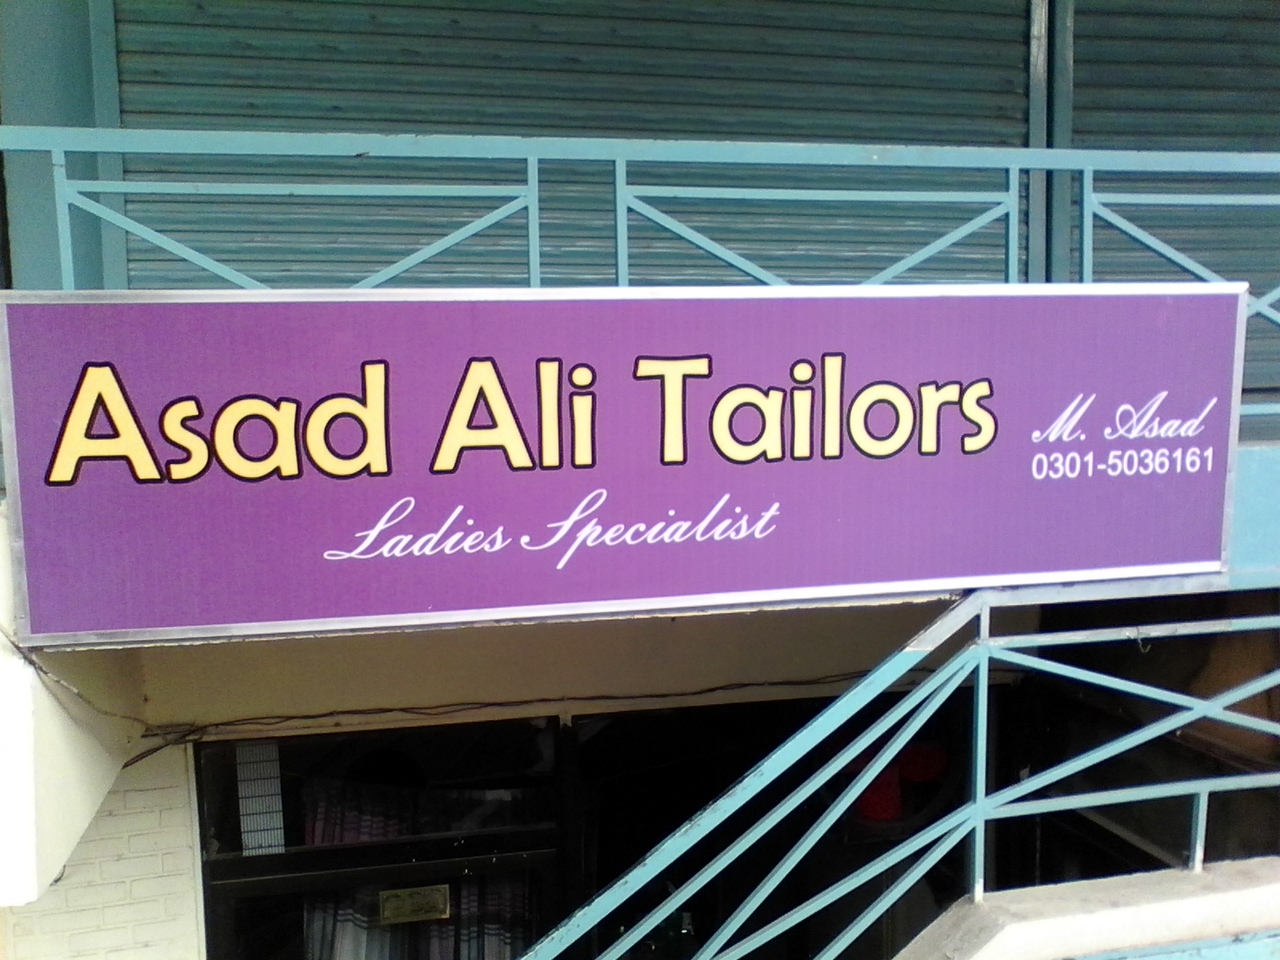 Asad Ali Tailors
Ladies Specialist
M. Asad
0301-5036161